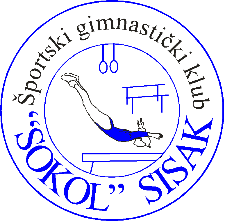 Športski gimnastički klub
"SOKOL" SISAK